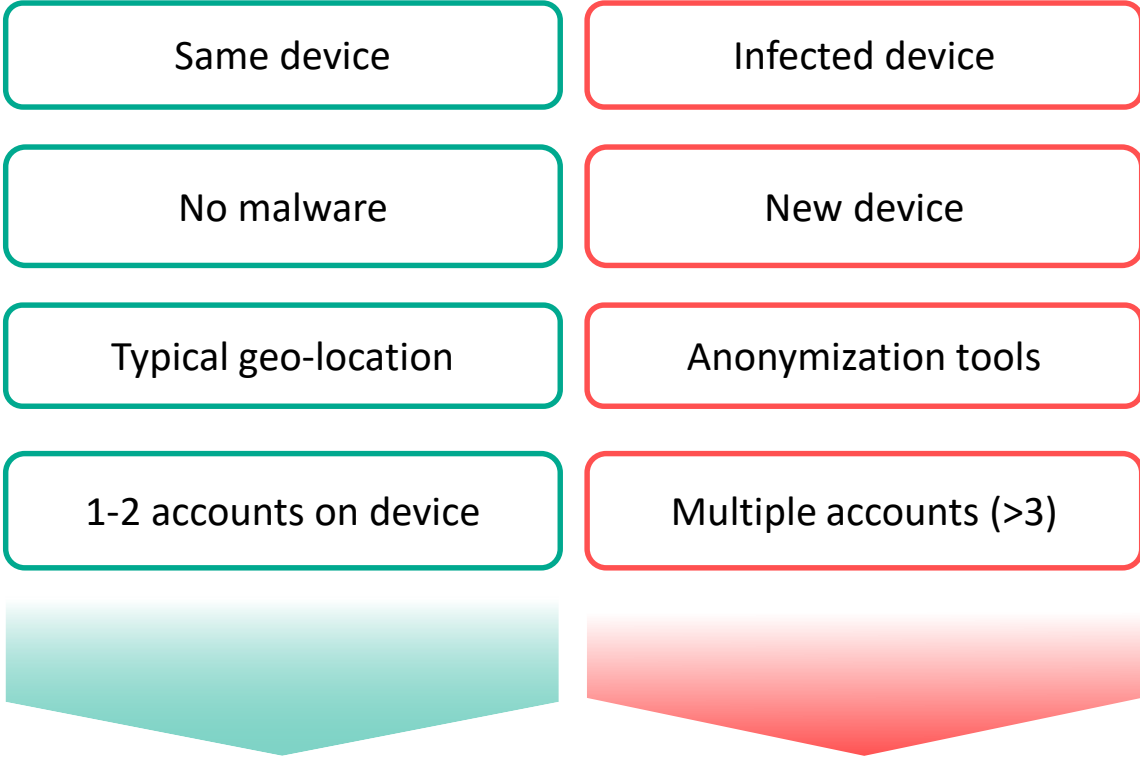 Same device
Infected device
No malware
New device
Typical geo-location
Anonymization tools
1-2 accounts on device
Multiple accounts (>3)